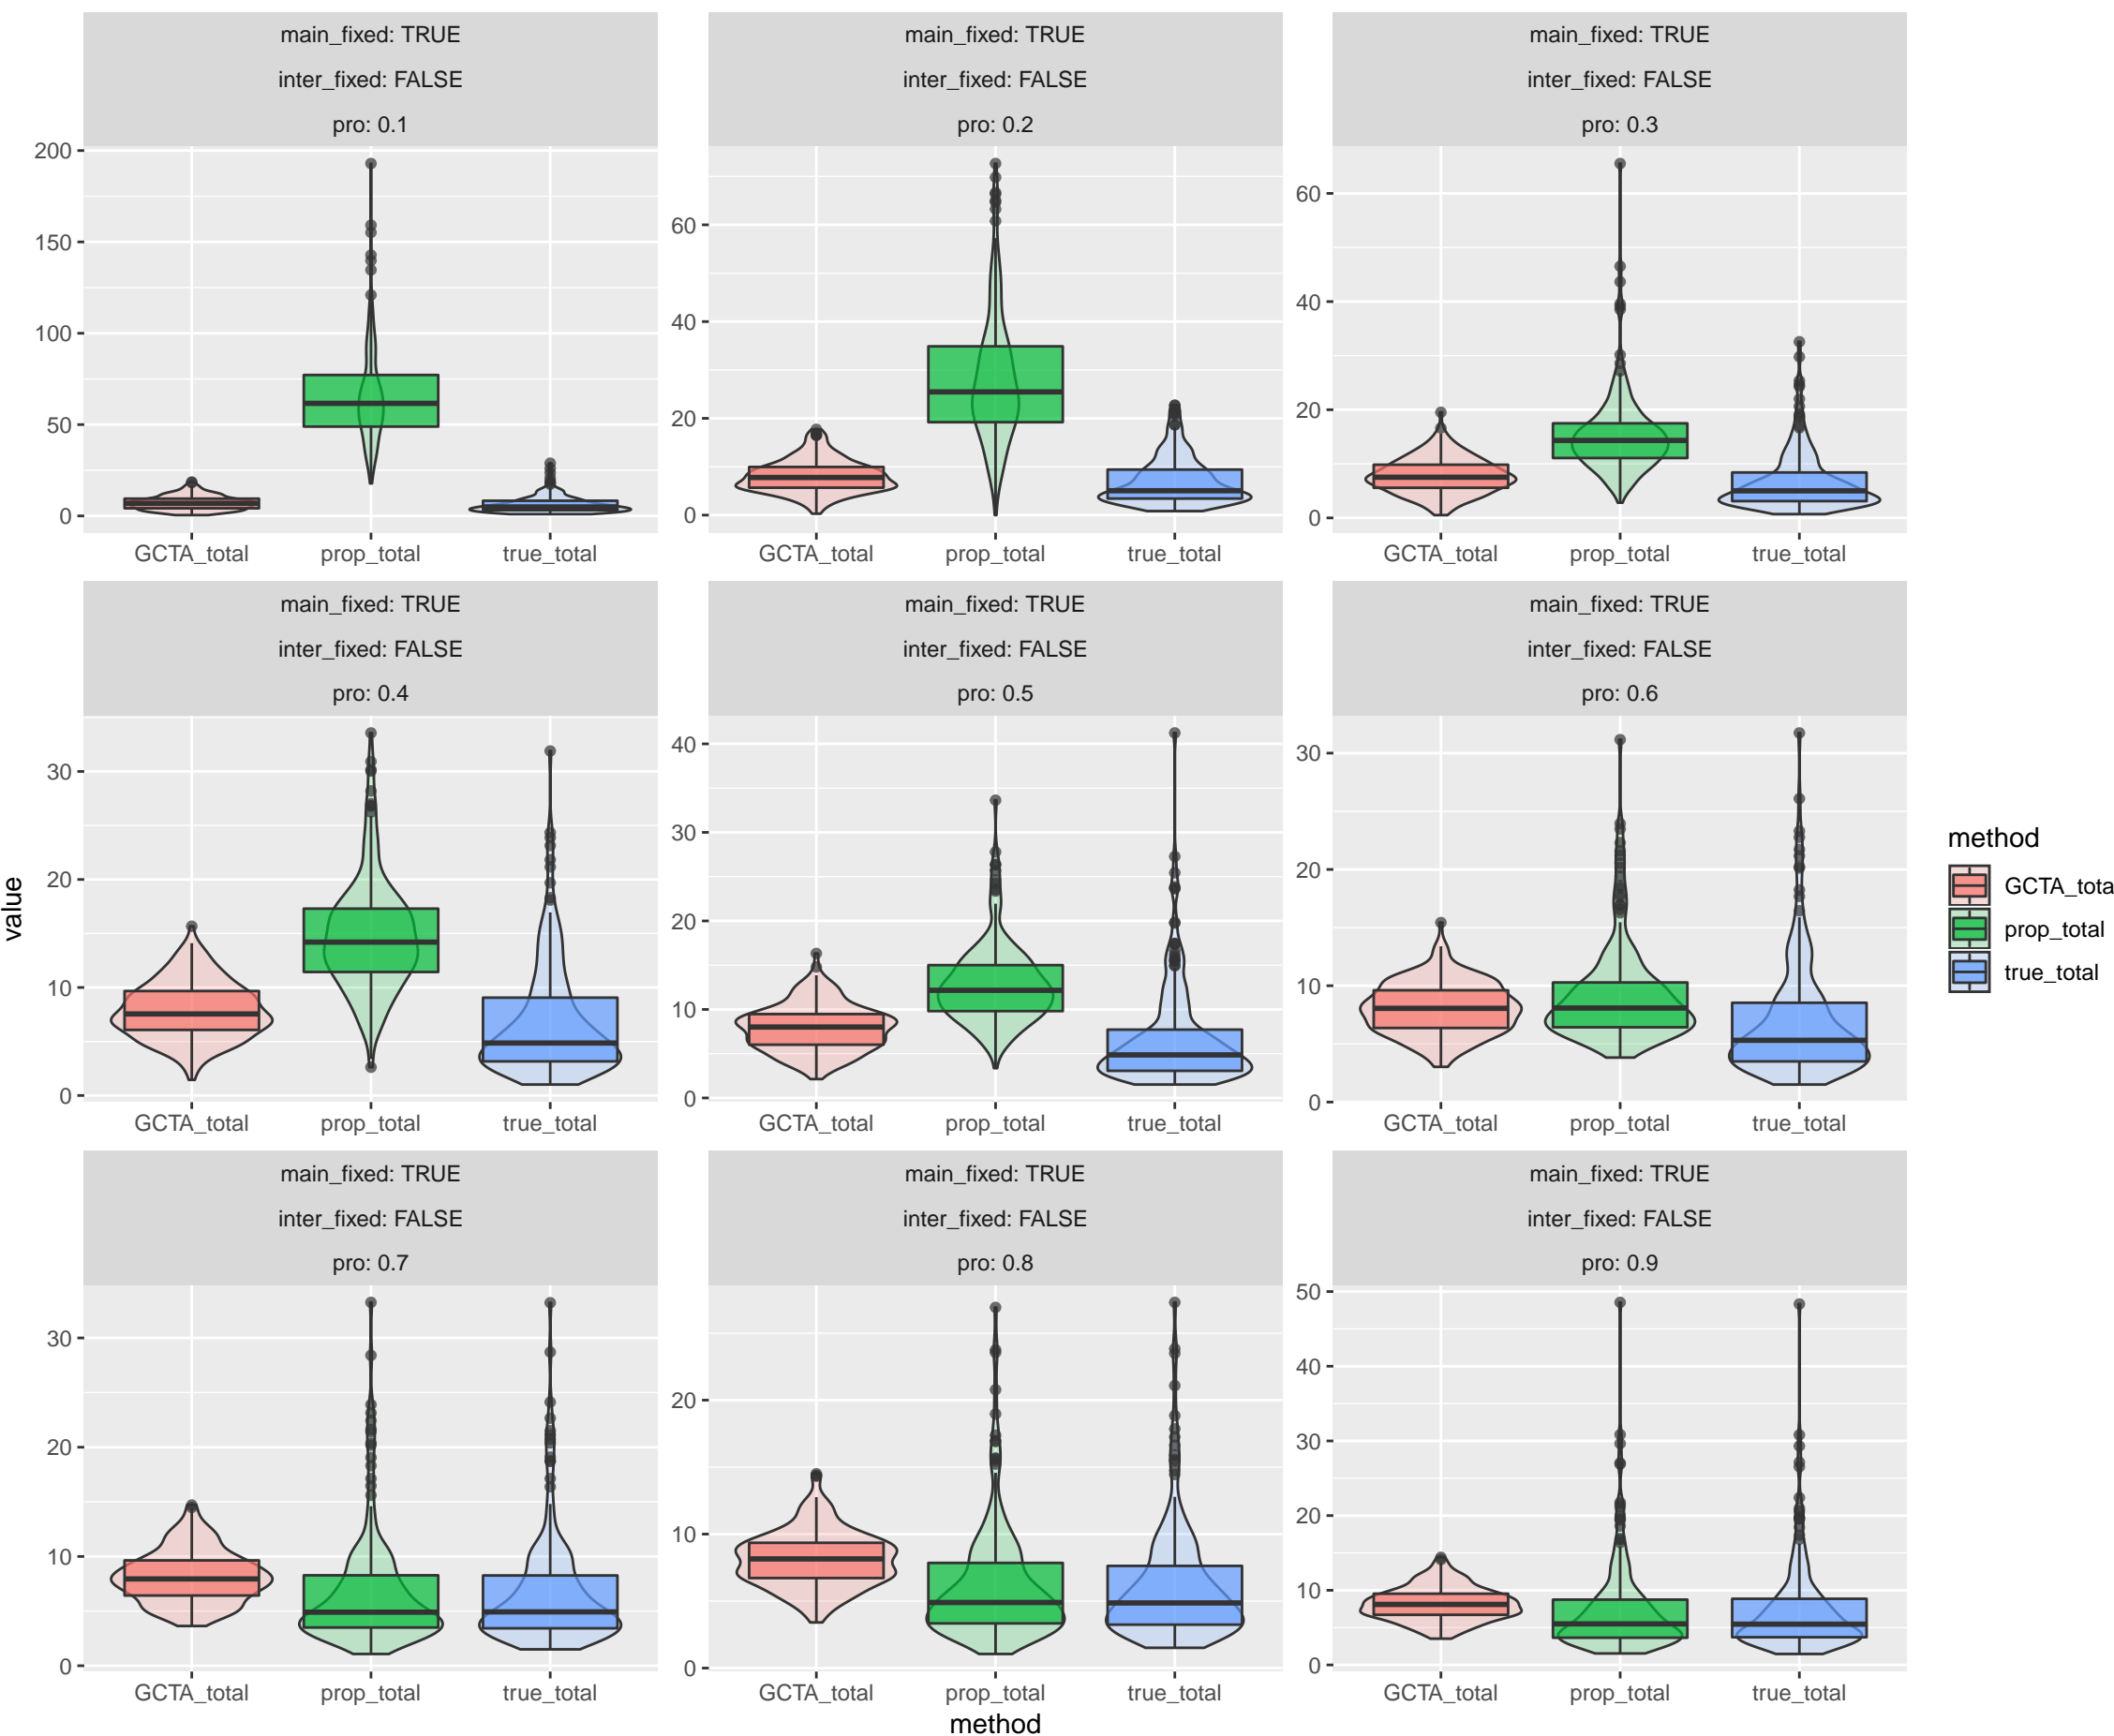 main_fixed: TRUE
inter_fixed: FALSE
pro: 0.1
main_fixed: TRUE
inter_fixed: FALSE
pro: 0.2
main_fixed: TRUE
inter_fixed: FALSE
pro: 0.3
200
150
100
50
0
60
40
20
0
60
40
20
0
GCTA_total
prop_total
true_total
GCTA_total
prop_total
true_total
GCTA_total
prop_total
true_total
main_fixed: TRUE
inter_fixed: FALSE
pro: 0.4
main_fixed: TRUE
inter_fixed: FALSE
pro: 0.5
main_fixed: TRUE
inter_fixed: FALSE
pro: 0.6
value
30
20
10
0
40
30
20
10
0
30
20
10
0
GCTA_total
prop_total
true_total
GCTA_total
prop_total
true_total
GCTA_total
prop_total
true_total
method
GCTA_tota
prop_total
true_total
main_fixed: TRUE
inter_fixed: FALSE
pro: 0.7
main_fixed: TRUE
inter_fixed: FALSE
pro: 0.8
main_fixed: TRUE
inter_fixed: FALSE
pro: 0.9
30
20
10
0
20
10
0
50
40
30
20
10
0
GCTA_total
prop_total
true_total
GCTA_total
prop_total
true_total
GCTA_total
prop_total
true_total
method